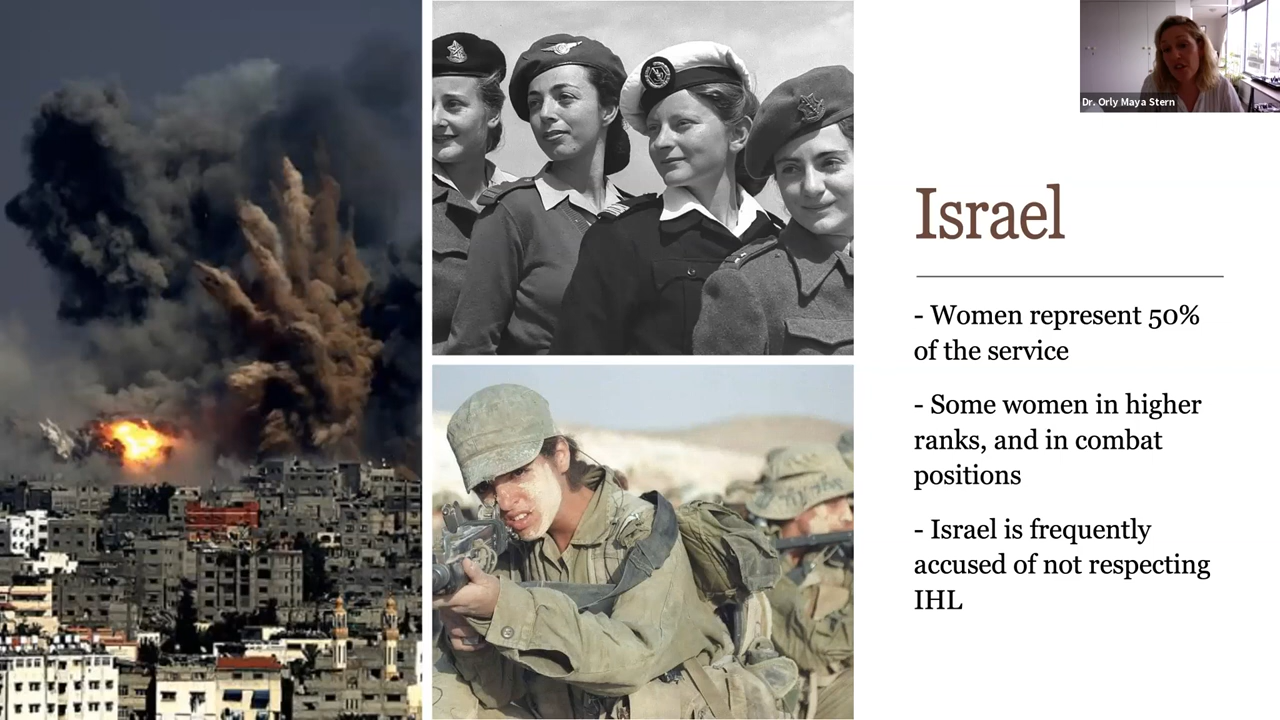 Dr. Orly Maya Stern
Israel
- Women represent 50%
of the service
- Some women in higher
ranks, and in combat
positions
- Israel is frequently
accused of not respecting
IHL